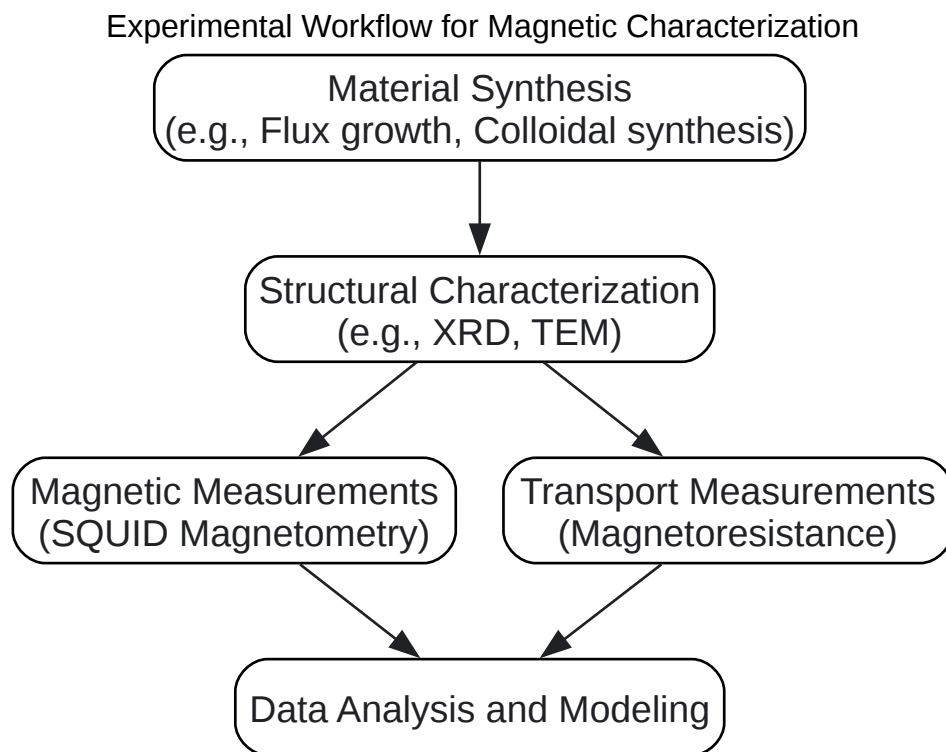 Experimental Workflow for Magnetic Characterization
Material Synthesis
(e.g., Flux growth, Colloidal synthesis)
Structural Characterization
(e.g., XRD, TEM)
Magnetic Measurements
(SQUID Magnetometry)
Transport Measurements
(Magnetoresistance)
Data Analysis and Modeling